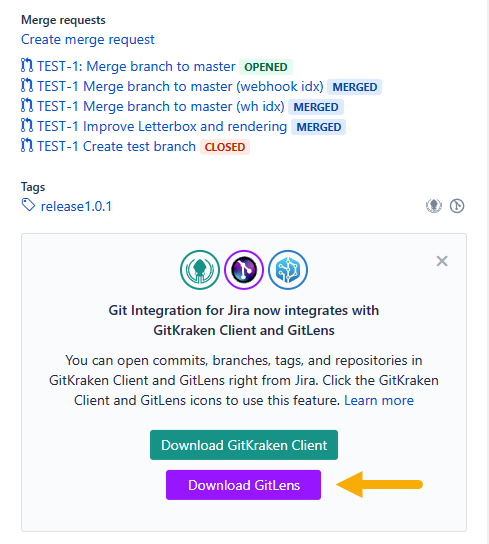 Merge requests
Create merge request
TEST-1: Merge branch to master OPENED
TEST-1 Merge branch to master (webhook idx) MERGED
TEST-1 Merge branch to master (wh idx) MERGED
TEST-1 Improve Letterbox and rendering MERGED
TEST-1 Create test branch CLOSED
Tags
release1.0.1
Git Integration for Jira now integrates with
GitKraken Client and GitLens
You can open commits, branches, tags, and repositories in
GitKraken Client and GitLens right from Jira. Click the GitKraken
Client and GitLens icons to use this feature. Learn more
Download GitKraken Client
Download GitLens